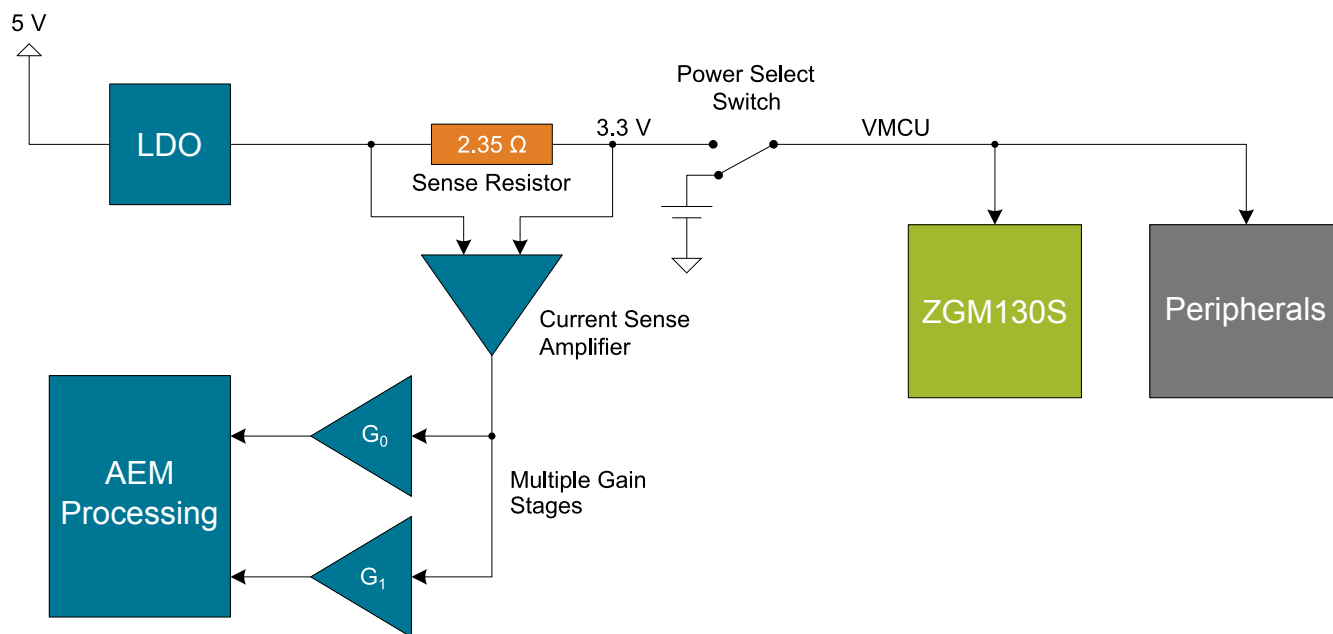 5 V
LDO
2.35 Ω
Sense Resistor
3.3 V
Power Select
Switch
VMCU
ZGM130S
Peripherals
Current Sense
Amplifier
AEM
Processing
G₀
G₁
Multiple Gain
Stages